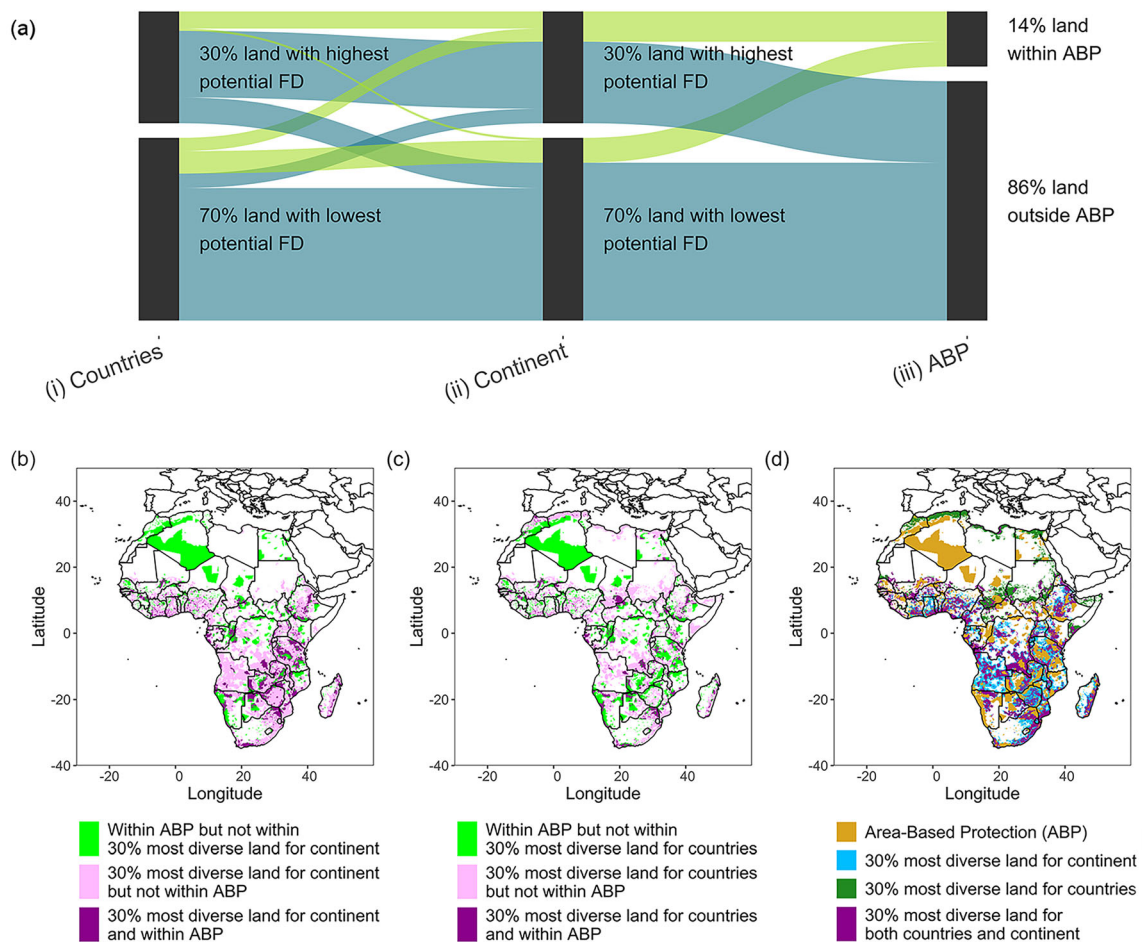 (a)
30% land with highest
potential FD
30% land with highest
potential FD
14% land
within ABP
70% land with lowest
potential FD
70% land with lowest
potential FD
86% land
outside ABP
(i) Countries
(ii) Continent
(iii) ABP
(b)
40
20
0
-20
-40
Latitude
-20 0 20 40
Longitude
Within ABP but not within
30% most diverse land for continent
30% most diverse land for continent
but not within ABP
30% most diverse land for continent
and within ABP
(c)
40
20
0
-20
-40
Latitude
-20 0 20 40
Longitude
Within ABP but not within
30% most diverse land for countries
30% most diverse land for countries
but not within ABP
30% most diverse land for countries
and within ABP
(d)
40
20
0
-20
-40
Latitude
-20 0 20 40
Longitude
Area-Based Protection (ABP)
30% most diverse land for continent
30% most diverse land for countries
30% most diverse land for
both countries and continent